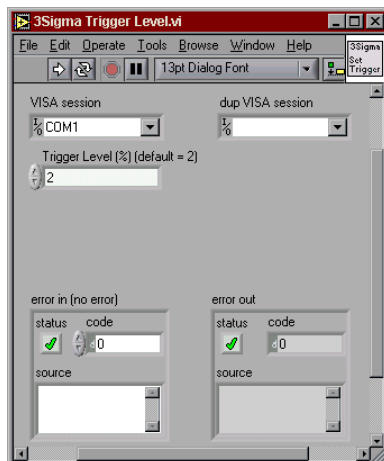 3Sigma Trigger Level.vi
File Edit Operate Tools Browse Window Help
13pt Dialog Font
3Sigma
Set
Trigger
VISA session
dup VISA session
I/O COM1
I/O
Trigger Level (%) (default = 2)
2
error in (no error)
error out
status code
status code
d0
d0
source
source